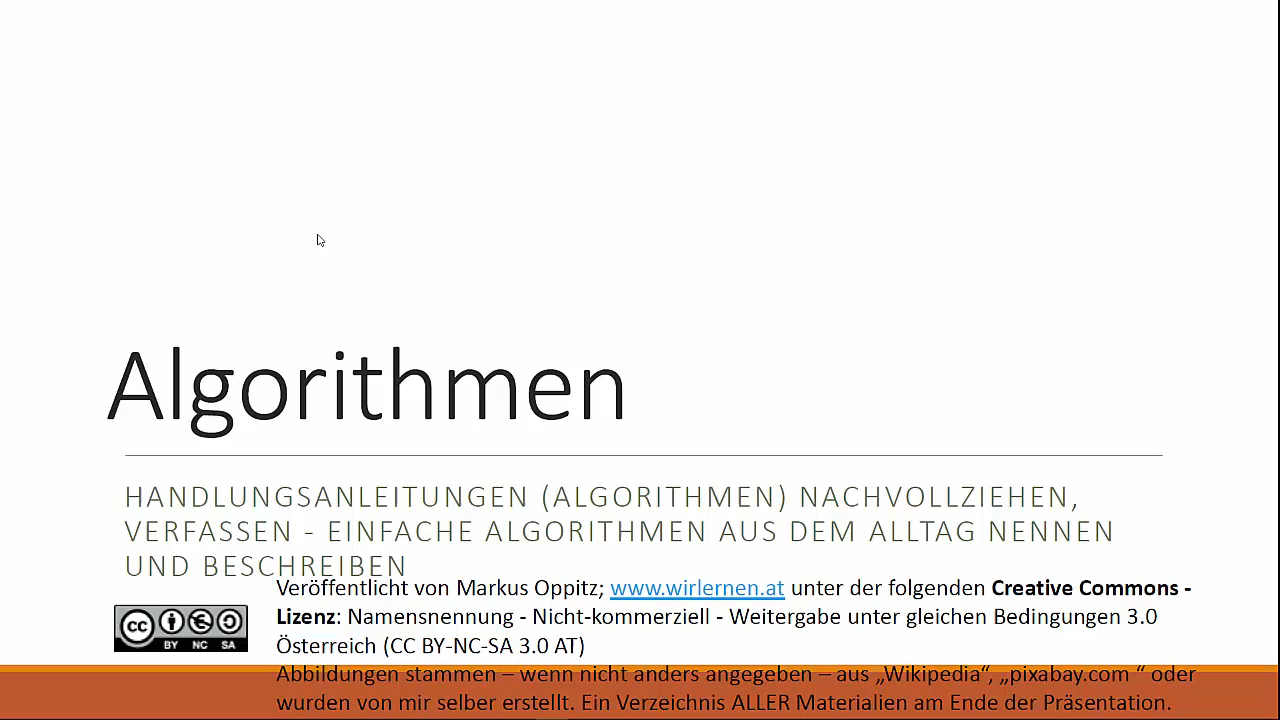 Algorithmen
HANDLUNGSANLEITUNGEN (ALGORITHMEN) NACHVOLLZIEHEN,
VERFASSEN - EINFACHE ALGORITHMEN AUS DEM ALLTAG NENNEN
UND BESCHREIBEN
Veröffentlicht von Markus Oppitz; www.wirlernen.at unter der folgenden Creative Commons -
Lizenz: Namensnennung - Nicht-kommerziell - Weitergabe unter gleichen Bedingungen 3.0
Österreich (CC BY-NC-SA 3.0 AT)
Abbildungen stammen – wenn nicht anders angegeben – aus „Wikipedia“, „pixabay.com “ oder
wurden von mir selber erstellt. Ein Verzeichnis ALLER Materialien am Ende der Präsentation.
cc BY NC SA